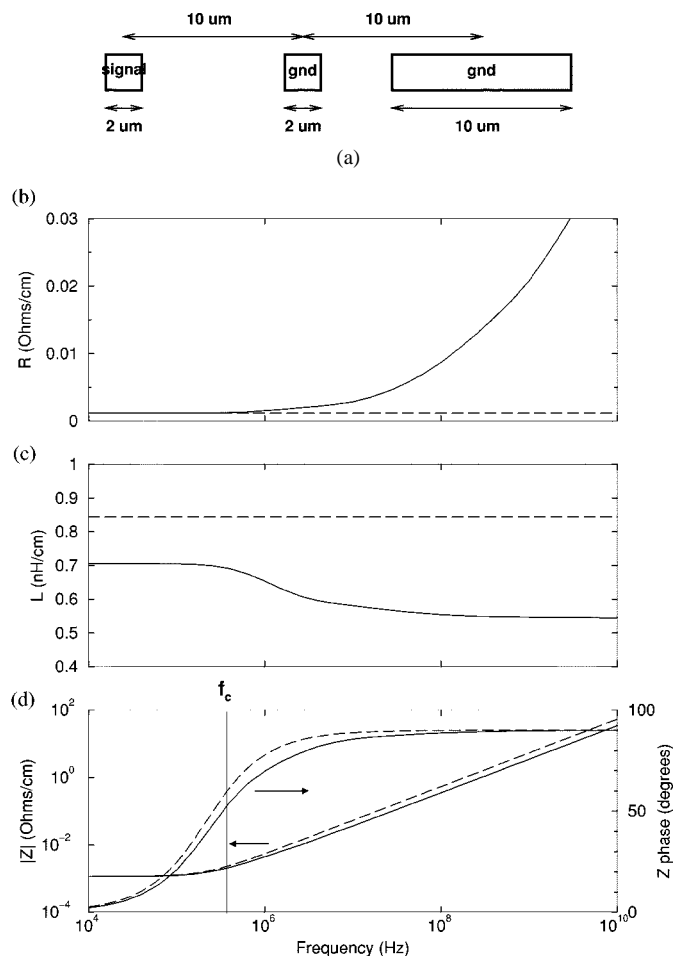 10 um 10 um
signal gnd gnd
2 um 2 um 10 um
(a)
(b)
0.03
0.02
0.01
0
R (Ohms/cm)
(c)
1
0.9
0.8
0.7
0.6
0.5
0.4
L (nH/cm)
(d)
f_c
10^2
10^0
10^-2
10^-4
|Z| (Ohms/cm)
100
50
0
Z phase (degrees)
10^4 10^6 10^8 10^10
Frequency (Hz)